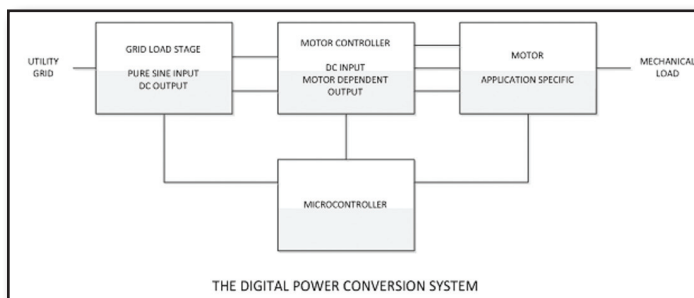 UTILITY
GRID
GRID LOAD STAGE
PURE SINE INPUT
DC OUTPUT
MOTOR CONTROLLER
DC INPUT
MOTOR DEPENDENT
OUTPUT
MOTOR
APPLICATION SPECIFIC
MECHANICAL
LOAD
MICROCONTROLLER
THE DIGITAL POWER CONVERSION SYSTEM